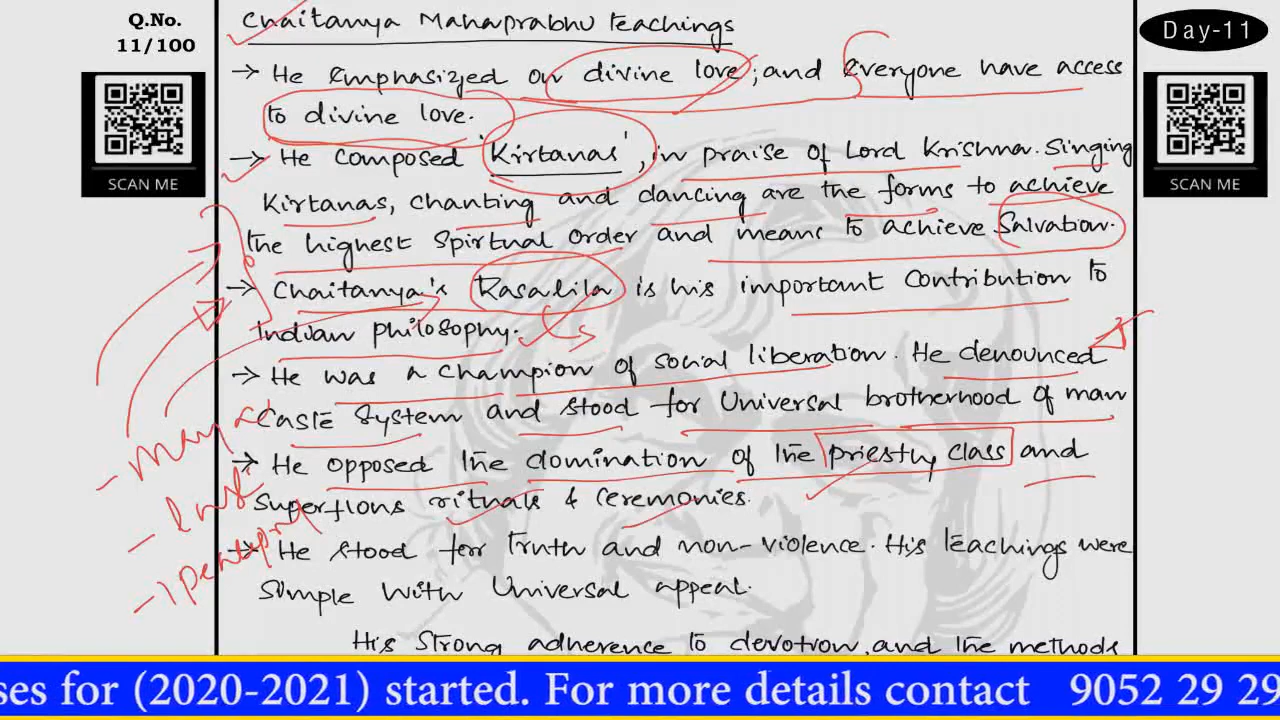 Q.No.
11/100
SCAN ME
Chaitanya Mahaprabhu teachings
→ He emphasized on divine love, and everyone have access
to divine love.
→ He composed 'Kirtanas', in praise of Lord Krishna. Singing
Kirtanas, chanting and dancing are the forms to achieve
the highest Spirtual order and means to achieve Salvation.
→ Chaitanya's Rasalila is his important contribution to
Indian philosophy.
→ He was a champion of social liberation. He denounced
Caste System and stood for Universal brotherhood of man
→ He opposed the domination of the priestly class and
superflous rituals & ceremonies.
→ He stood for truth and non-violence. His teachings were
simple with Universal appeal.
His strong adherence to devotion, and the methods
Day-11
SCAN ME
ses for (2020-2021) started. For more details contact 9052 29 29